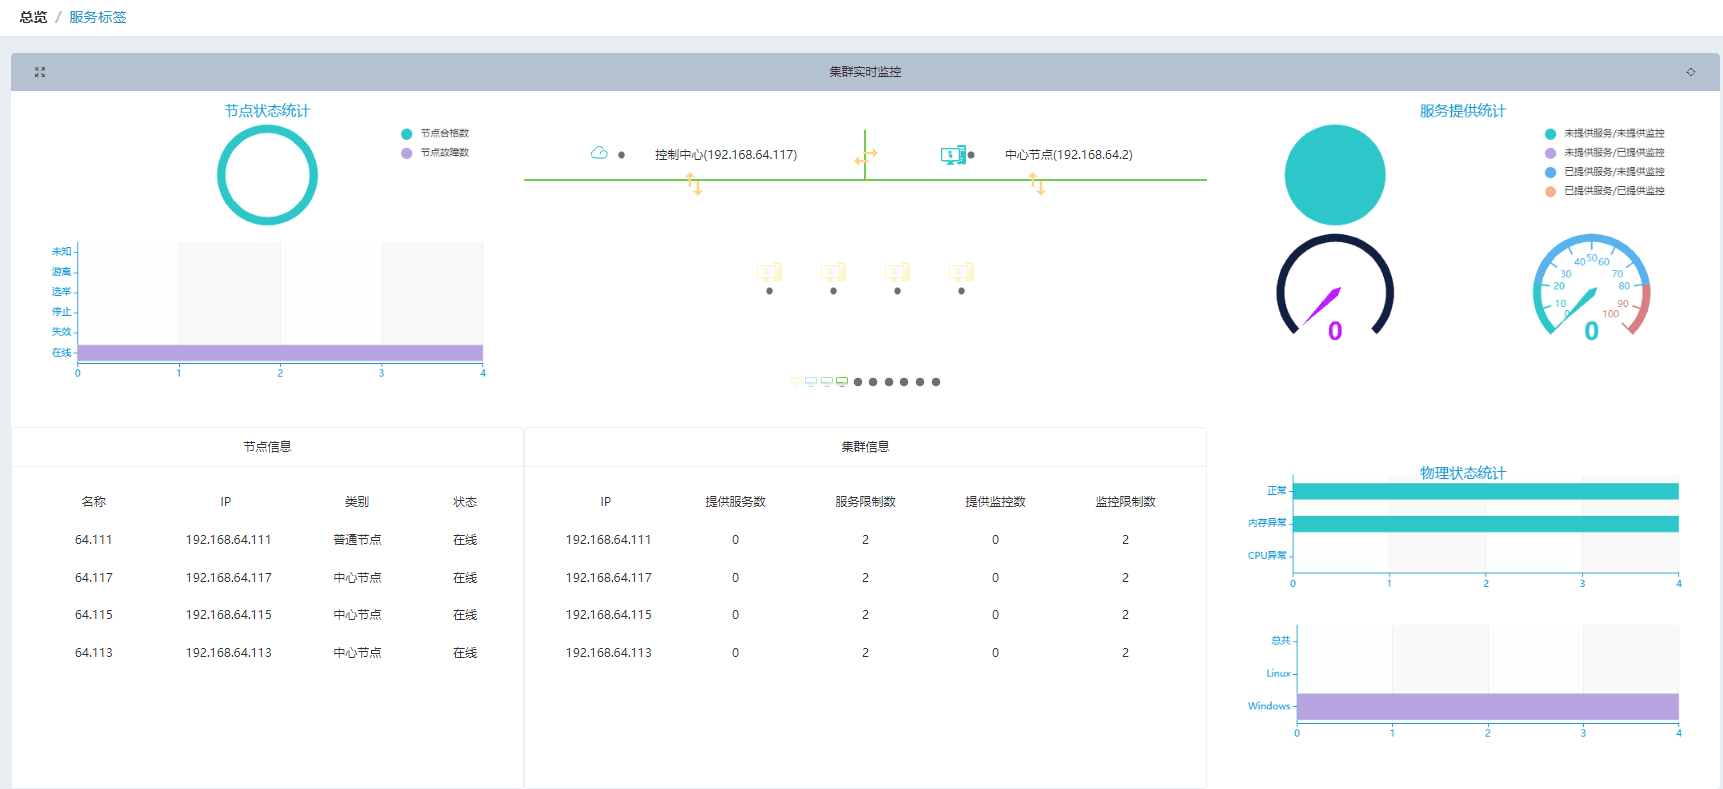 总览 / 服务标签
集群实时监控
节点状态统计
节点合格数
节点故障数
未知
游离
选举
停止
失效
在线
0 1 2 3 4
控制中心(192.168.64.117)
中心节点(192.168.64.2)
服务提供统计
未提供服务/未提供监控
未提供服务/已提供监控
已提供服务/未提供监控
已提供服务/已提供监控
0
0 10 20 30 40 50 60 70 80 90 100
0
节点信息
名称 IP 类别 状态
64.111 192.168.64.111 普通节点 在线
64.117 192.168.64.117 中心节点 在线
64.115 192.168.64.115 中心节点 在线
64.113 192.168.64.113 中心节点 在线
集群信息
IP 提供服务数 服务限制数 提供监控数 监控限制数
192.168.64.111 0 2 0 2
192.168.64.117 0 2 0 2
192.168.64.115 0 2 0 2
192.168.64.113 0 2 0 2
物理状态统计
正常
内存异常
CPU异常
0 1 2 3 4
总共
Linux
Windows
0 1 2 3 4